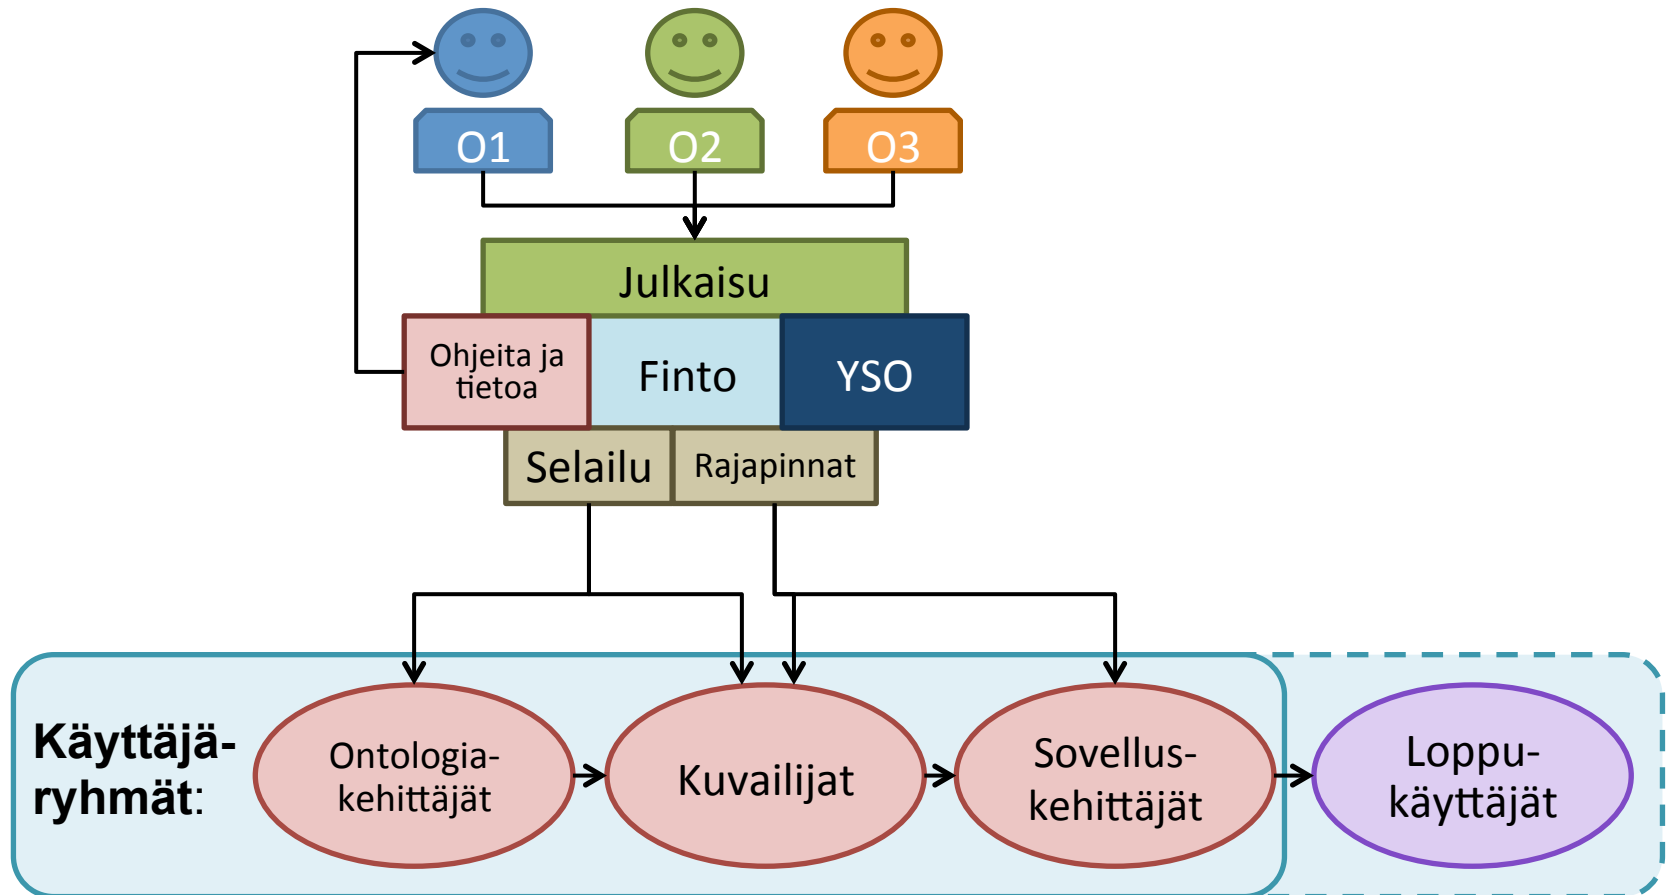 O1
O2
O3
Julkaisu
Ohjeita ja
tietoa
Finto
YSO
Selailu
Rajapinnat
Käyttäjä-
ryhmät:
Ontologia-
kehittäjät
Kuvailijat
Sovellus-
kehittäjät
Loppu-
käyttäjät